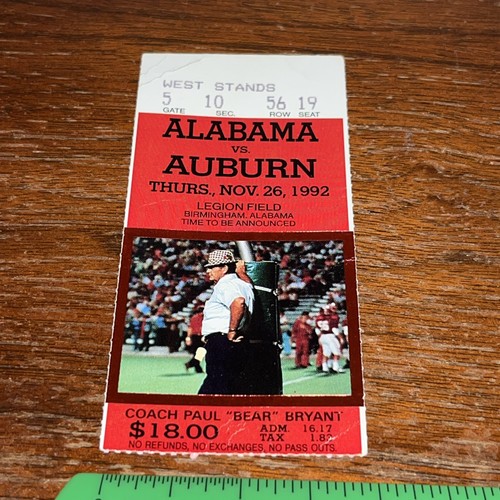 WEST STANDS
5 10 56 19
GATE SEC. ROW SEAT
ALABAMA
VS.
AUBURN
THURS., NOV. 26, 1992
LEGION FIELD
BIRMINGHAM, ALABAMA
TIME TO BE ANNOUNCED
COACH PAUL "BEAR" BRYANT
$18.00 ADM. 16.17
TAX 1.83
NO REFUNDS, NO EXCHANGES, NO PASS OUTS.